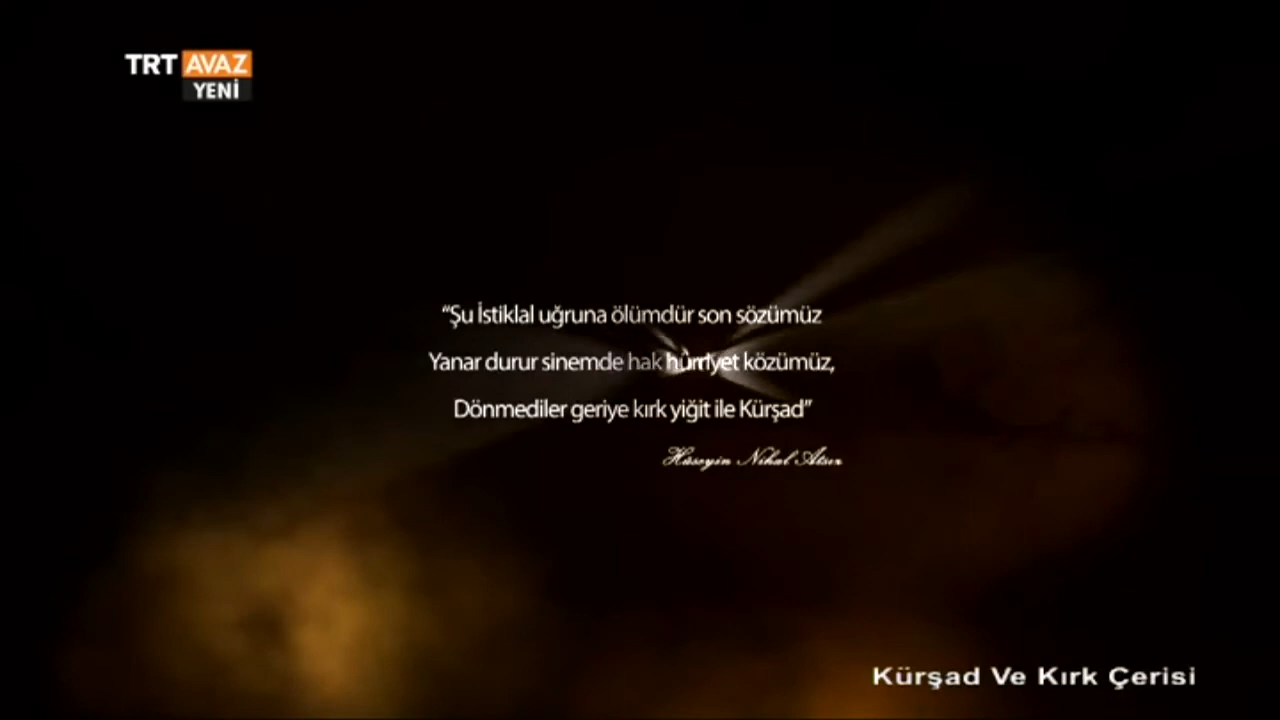 TRT AVAZ
YENİ
“Şu İstiklal uğruna ölümdür son sözümüz
Yanar durur sinemde hak hürriyet közümüz,
Dönmediler geriye kırk yiğit ile Kürşad”
Hüseyin Nihal Atsız
Kürşad Ve Kırk Çerisi